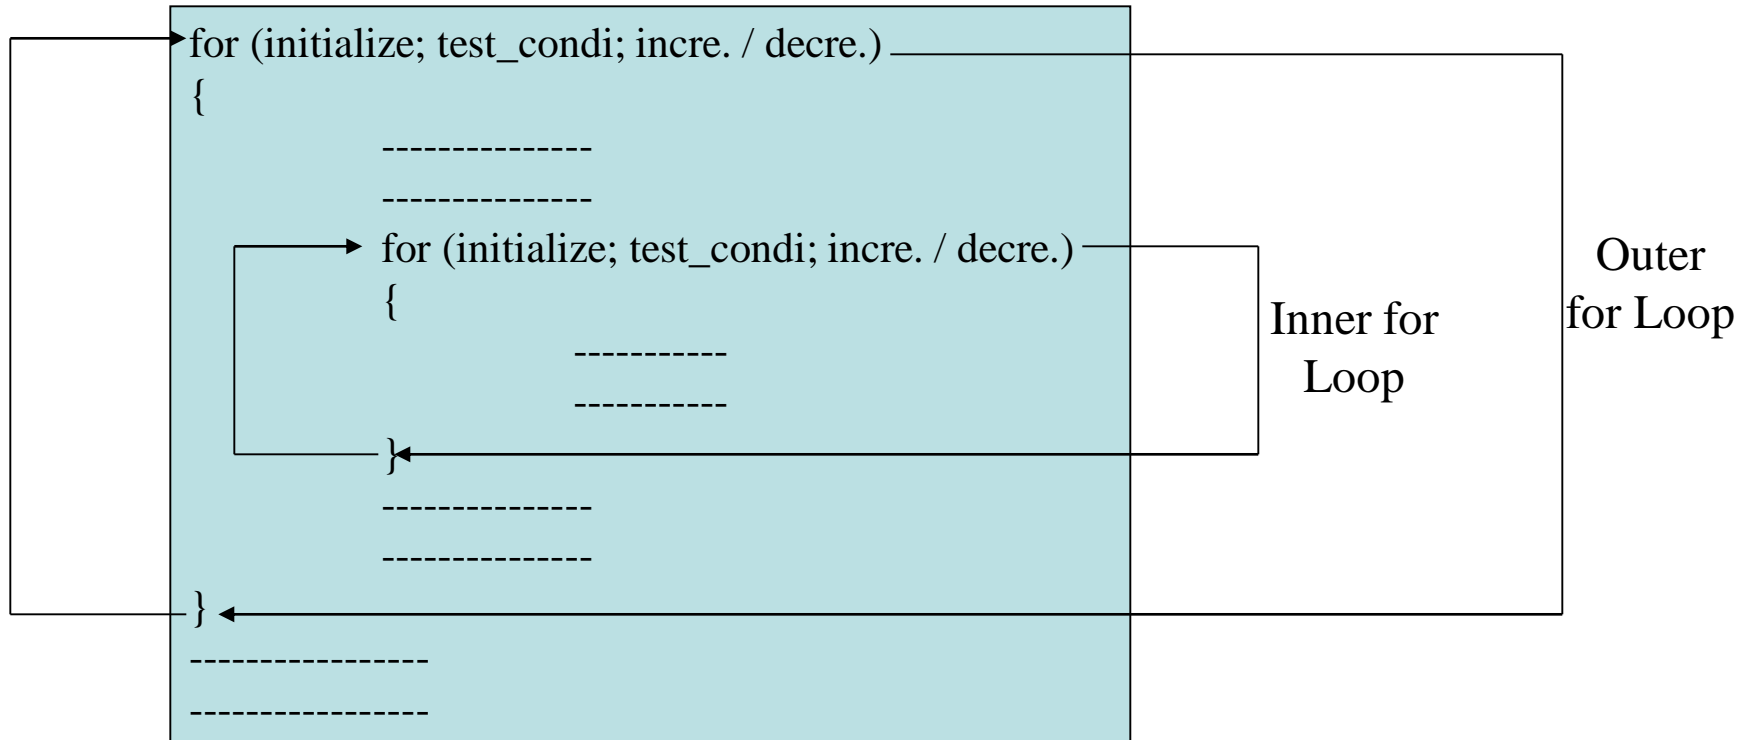 for (initialize; test_condi; incre. / decre.)
{
---------------
---------------
for (initialize; test_condi; incre. / decre.)
{
-----------
-----------
}
---------------
---------------
}
-----------------
-----------------
Inner for
Loop
Outer
for Loop